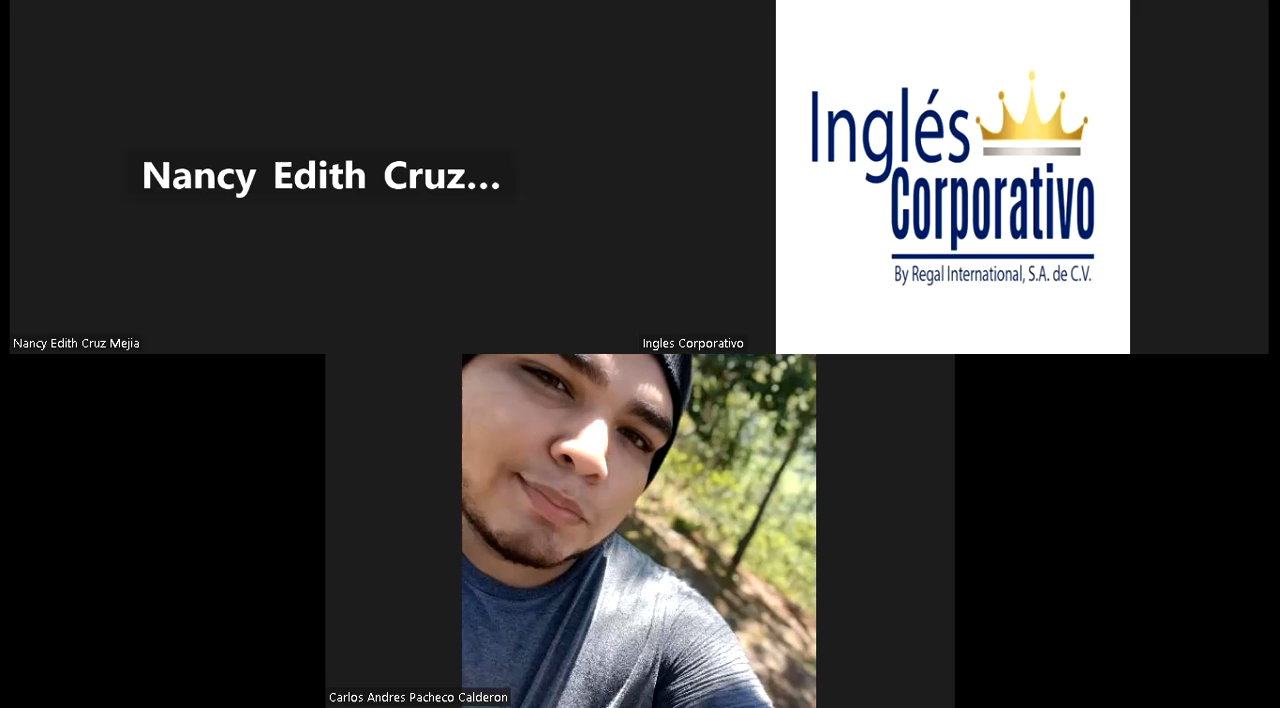 Nancy Edith Cruz...
Inglés
Corporativo
By Regal International, S.A. de C.V.
Nancy Edith Cruz Mejia
Ingles Corporativo
Carlos Andres Pacheco Calderon